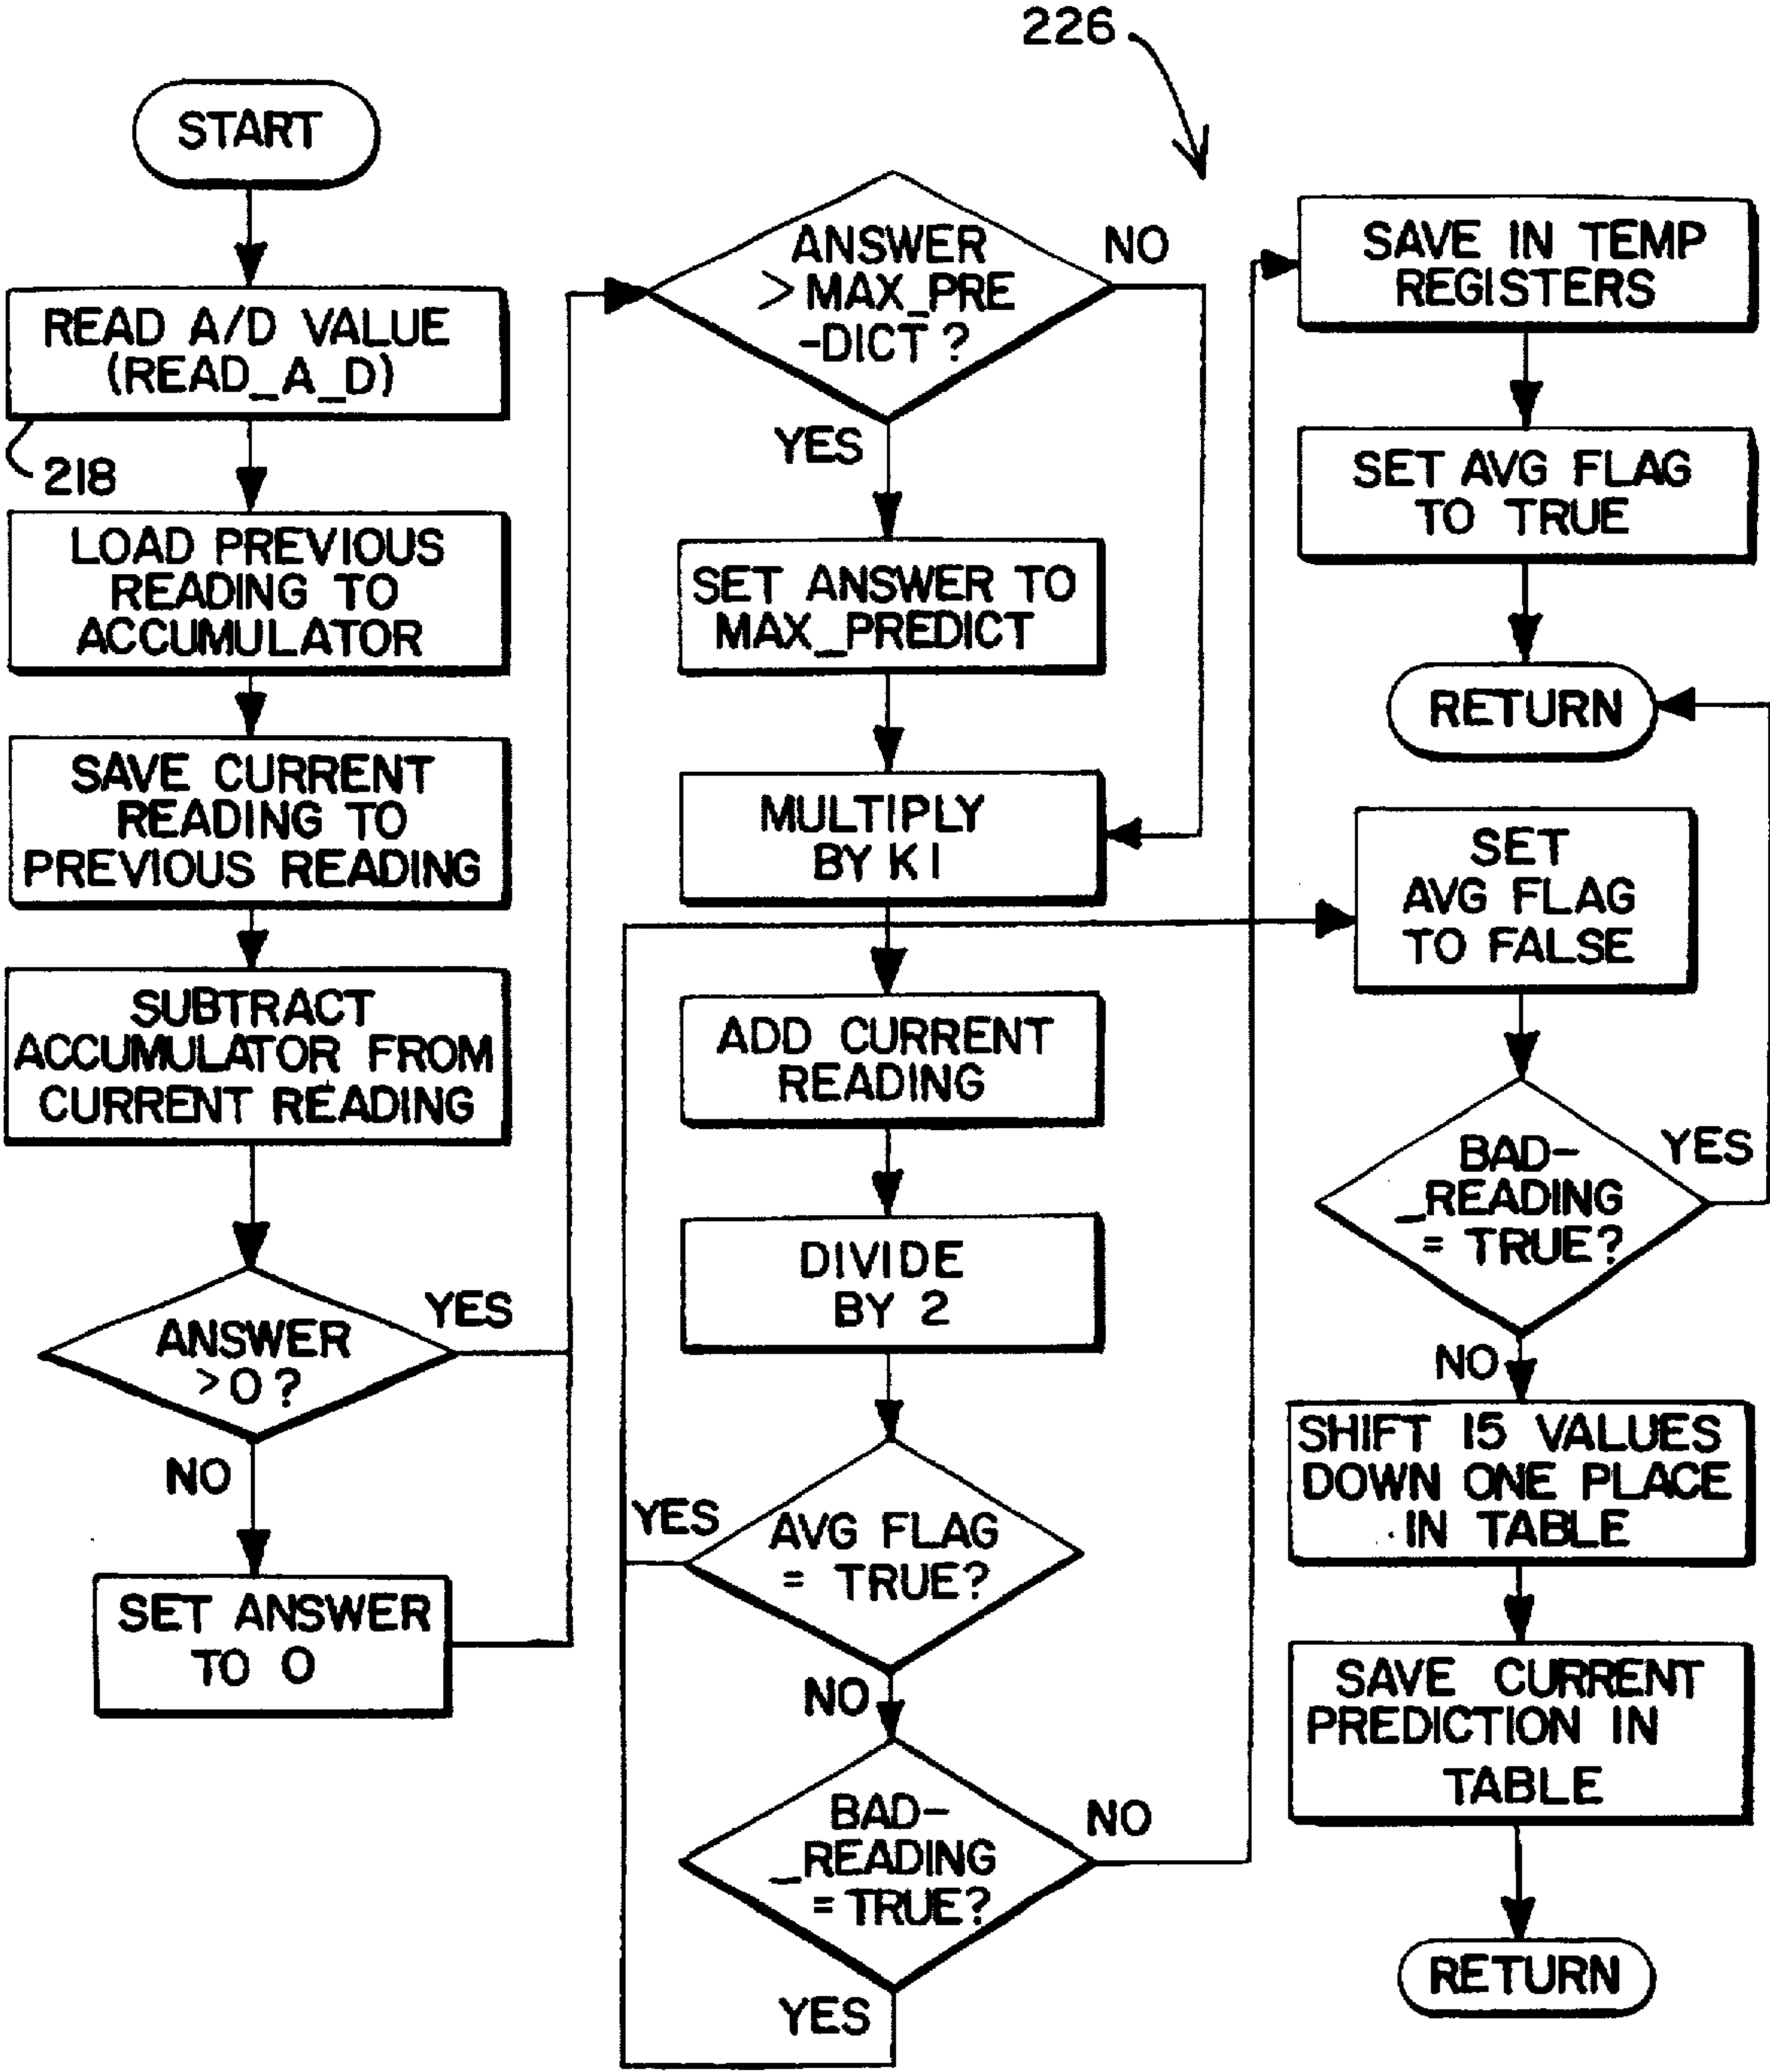 226
START
READ A/D VALUE
(READ_A_D)
218
LOAD PREVIOUS
READING TO
ACCUMULATOR
SAVE CURRENT
READING TO
PREVIOUS READING
SUBTRACT
ACCUMULATOR FROM
CURRENT READING
ANSWER
>0?
YES
NO
SET ANSWER
TO 0
ANSWER
>MAX_PRE
-DICT?
NO
YES
SET ANSWER TO
MAX_PREDICT
MULTIPLY
BY K1
ADD CURRENT
READING
DIVIDE
BY 2
AVG FLAG
= TRUE?
YES
NO
BAD-
_READING
= TRUE?
NO
YES
SAVE IN TEMP
REGISTERS
SET AVG FLAG
TO TRUE
RETURN
SET
AVG FLAG
TO FALSE
BAD-
_READING
= TRUE?
YES
NO
SHIFT 15 VALUES
DOWN ONE PLACE
IN TABLE
SAVE CURRENT
PREDICTION IN
TABLE
RETURN